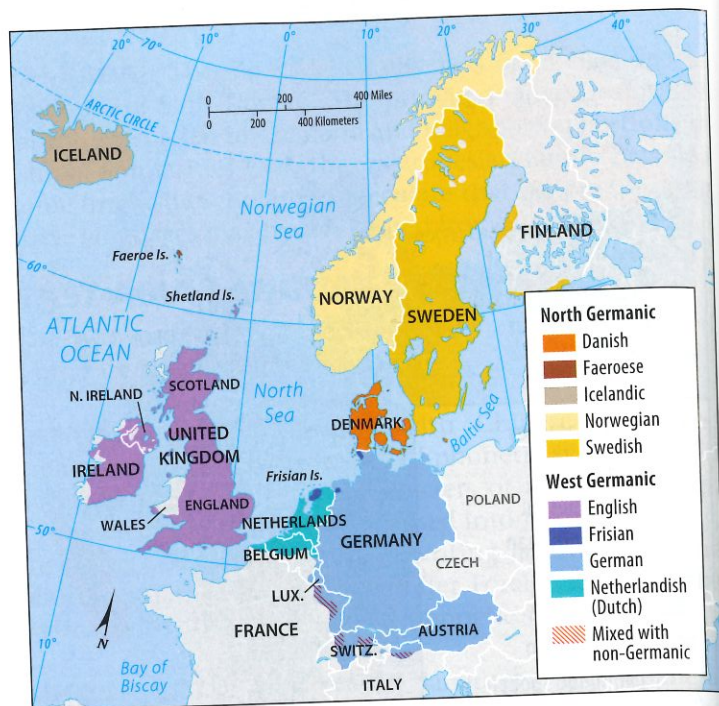 20°
70°
10°
0°
10°
20°
30°
0 200 400 Miles
0 200 400 Kilometers
ARCTIC CIRCLE
40°
ICELAND
Norwegian
Sea
FINLAND
Faeroe Is.
60°
Shetland Is.
NORWAY
SWEDEN
ATLANTIC
OCEAN
SCOTLAND
N. IRELAND
North
Sea
DENMARK
Baltic Sea
UNITED
KINGDOM
IRELAND
Frisian Is.
WALES
ENGLAND
NETHERLANDS
POLAND
50°
BELGIUM
GERMANY
CZECH
LUX.
FRANCE
AUSTRIA
SWITZ.
N
10°
Bay of
Biscay
ITALY
North Germanic
Danish
Faeroese
Icelandic
Norwegian
Swedish
West Germanic
English
Frisian
German
Netherlandish
(Dutch)
Mixed with
non-Germanic